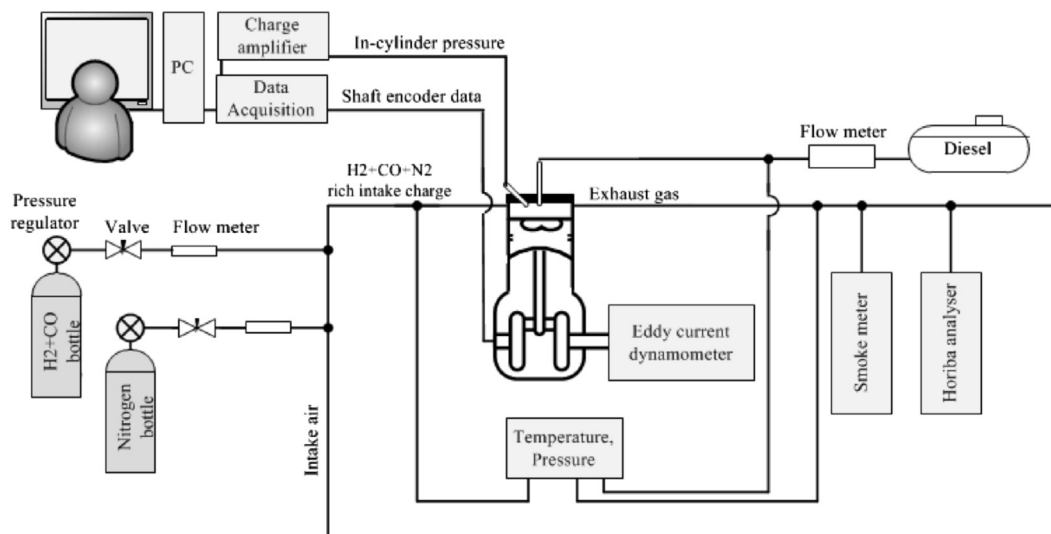 Charge
amplifier
In-cylinder pressure
PC
Data
Acquisition
Shaft encoder data
Flow meter
Diesel
H2+CO+N2
rich intake charge
Exhaust gas
Pressure
regulator
Valve
Flow meter
H2+CO
bottle
Nitrogen
bottle
Intake air
Eddy current
dynamometer
Smoke meter
Horiba analyser
Temperature,
Pressure